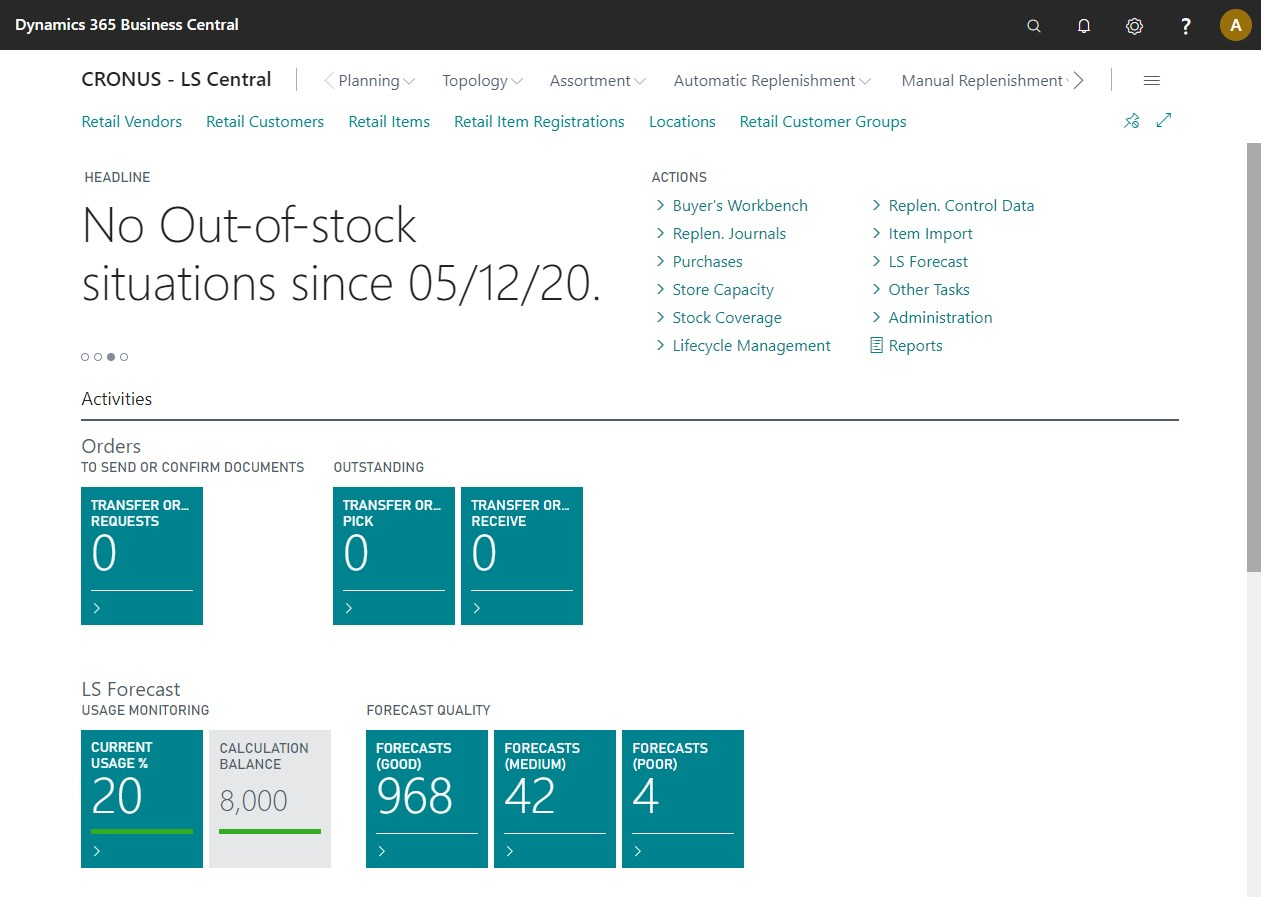 Dynamics 365 Business Central
? A
CRONUS - LS Central
Planning Topology Assortment Automatic Replenishment Manual Replenishment
Retail Vendors Retail Customers Retail Items Retail Item Registrations Locations Retail Customer Groups
HEADLINE
No Out-of-stock
situations since 05/12/20.
ACTIONS
Buyer's Workbench
Replen. Journals
Purchases
Store Capacity
Stock Coverage
Lifecycle Management
Replen. Control Data
Item Import
LS Forecast
Other Tasks
Administration
Reports
Activities
Orders
TO SEND OR CONFIRM DOCUMENTS
TRANSFER OR...
REQUESTS
0
OUTSTANDING
TRANSFER OR...
PICK
0
TRANSFER OR...
RECEIVE
0
LS Forecast
USAGE MONITORING
CURRENT
USAGE %
20
CALCULATION
BALANCE
8,000
FORECAST QUALITY
FORECASTS
(GOOD)
968
FORECASTS
(MEDIUM)
42
FORECASTS
(POOR)
4